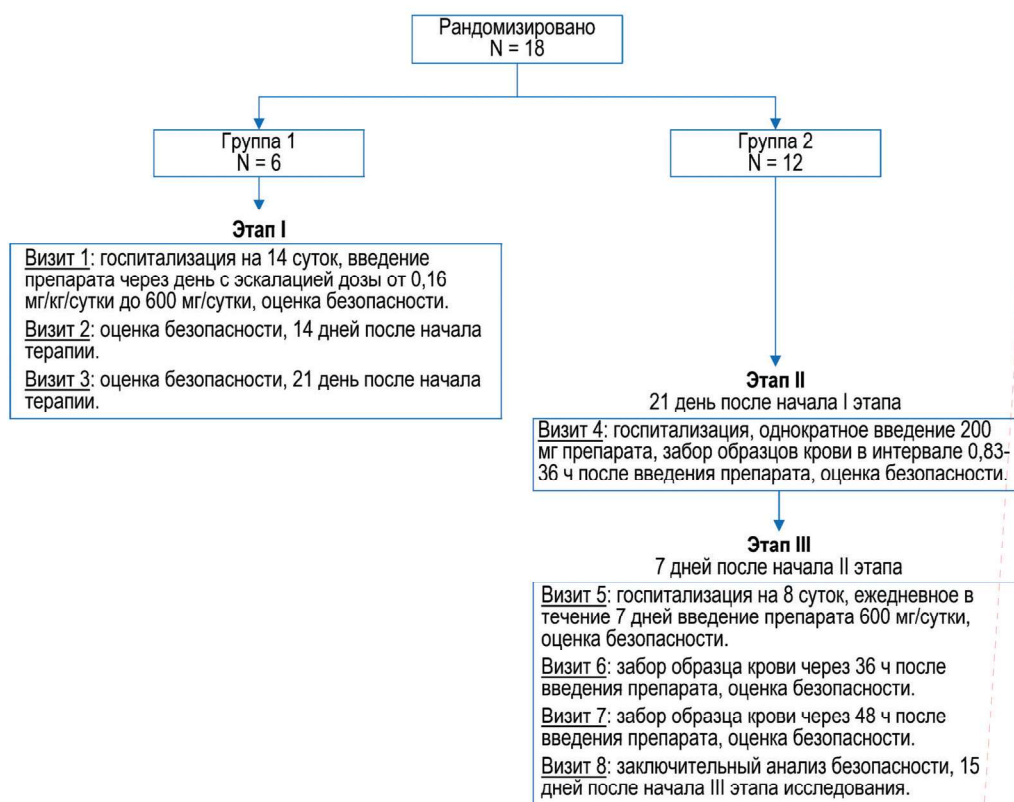 Рандомизировано
N = 18
Группа 1
N = 6
Группа 2
N = 12
Этап I
Визит 1: госпитализация на 14 суток, введение
препарата через день с эскалацией дозы от 0,16
мг/кг/сутки до 600 мг/сутки, оценка безопасности.
Визит 2: оценка безопасности, 14 дней после начала
терапии.
Визит 3: оценка безопасности, 21 день после начала
терапии.
Этап II
21 день после начала I этапа
Визит 4: госпитализация, однократное введение 200
мг препарата, забор образцов крови в интервале 0,83-
36 ч после введения препарата, оценка безопасности.
Этап III
7 дней после начала II этапа
Визит 5: госпитализация на 8 суток, ежедневное в
течение 7 дней введение препарата 600 мг/сутки,
оценка безопасности.
Визит 6: забор образца крови через 36 ч после
введения препарата, оценка безопасности.
Визит 7: забор образца крови через 48 ч после
введения препарата, оценка безопасности.
Визит 8: заключительный анализ безопасности, 15
дней после начала III этапа исследования.